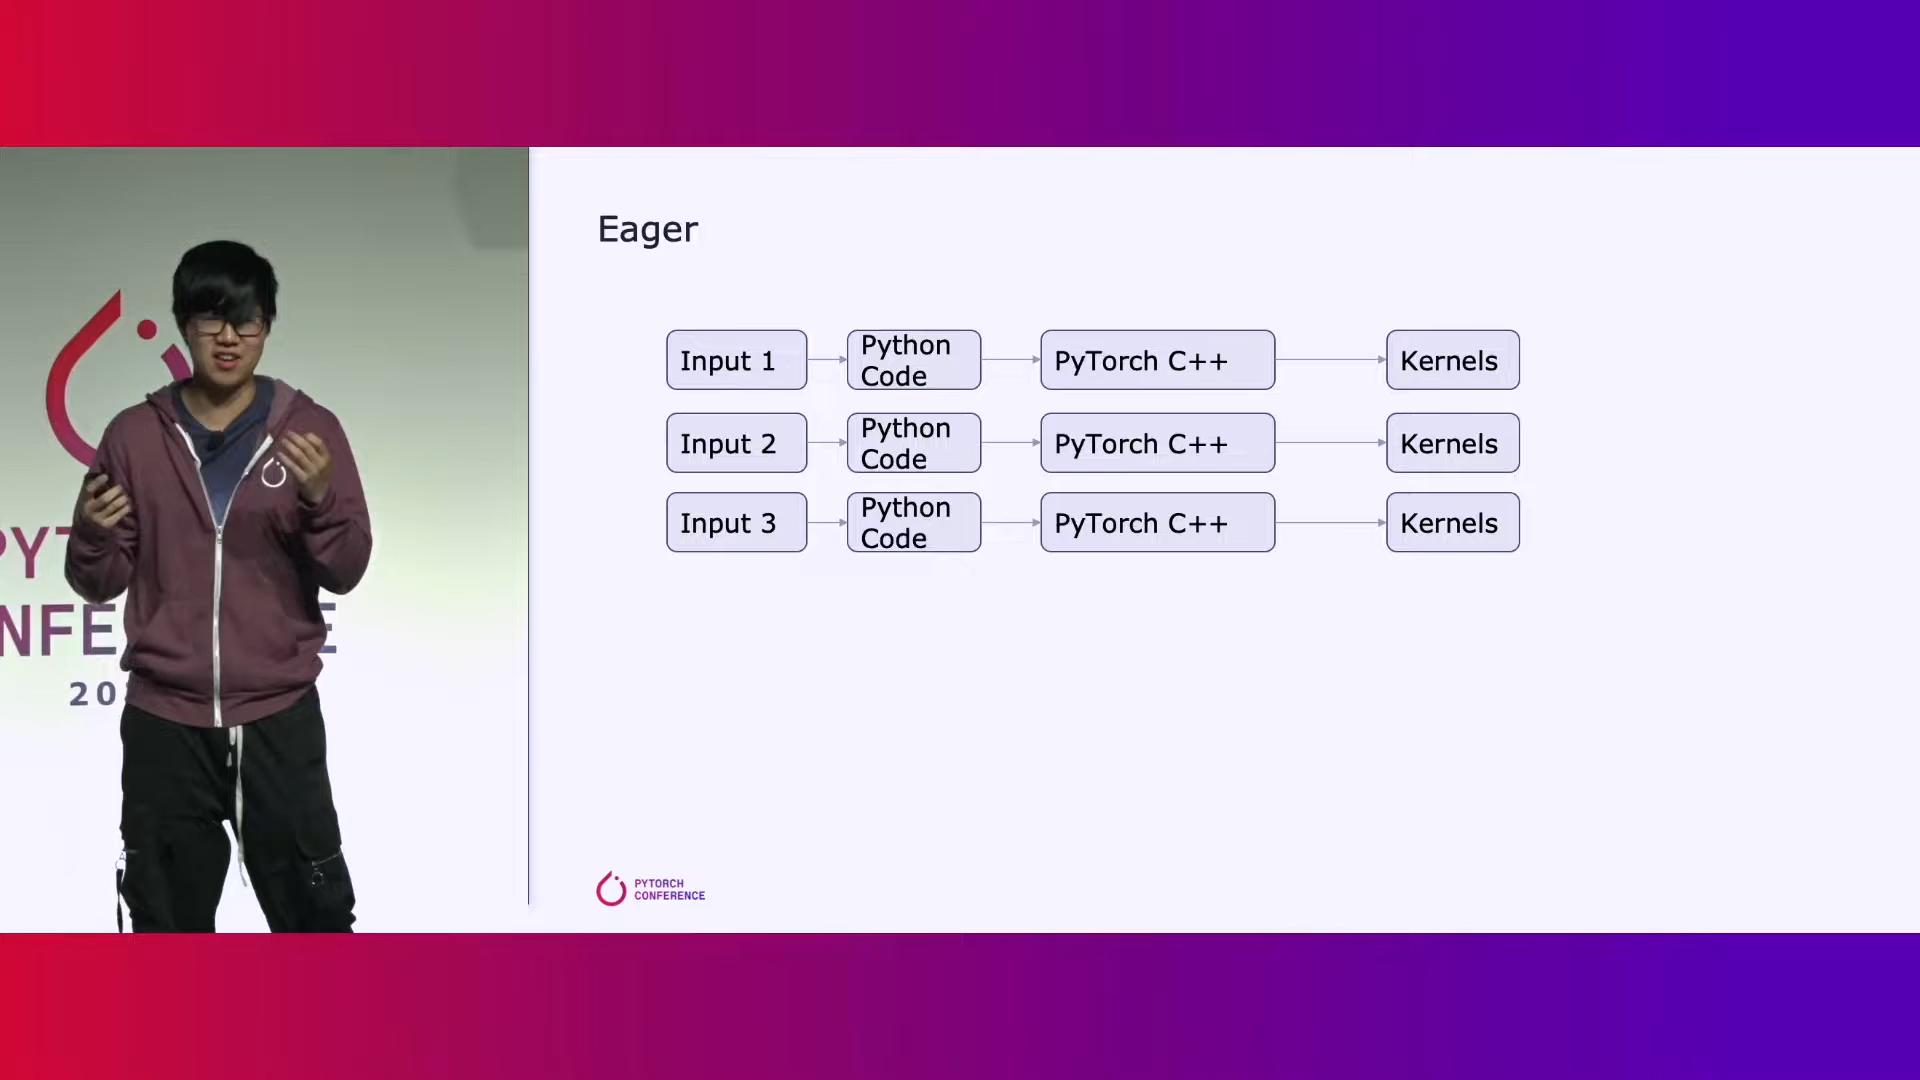 Eager
Input 1
Python
Code
PyTorch C++
Kernels
Input 2
Python
Code
PyTorch C++
Kernels
Input 3
Python
Code
PyTorch C++
Kernels
PYTORCH
CONFERENCE